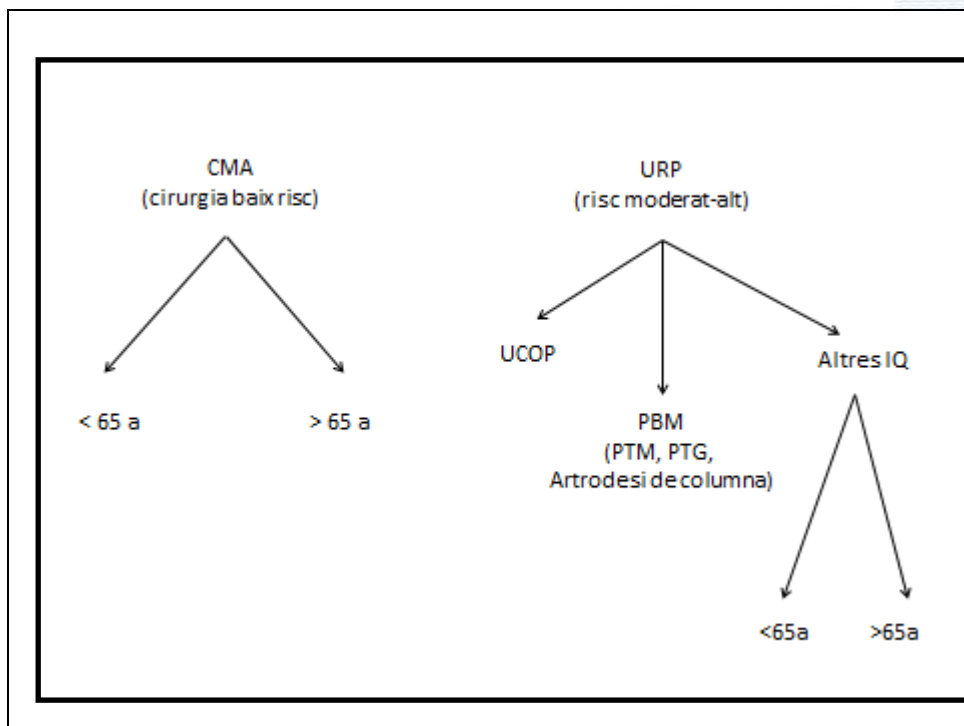 CMA
(cirurgia baix risc)
< 65 a
> 65 a
URP
(risc moderat-alt)
UCOP
PBM
(PTM, PTG,
Artrodesi de columna)
Altres IQ
<65a
>65a